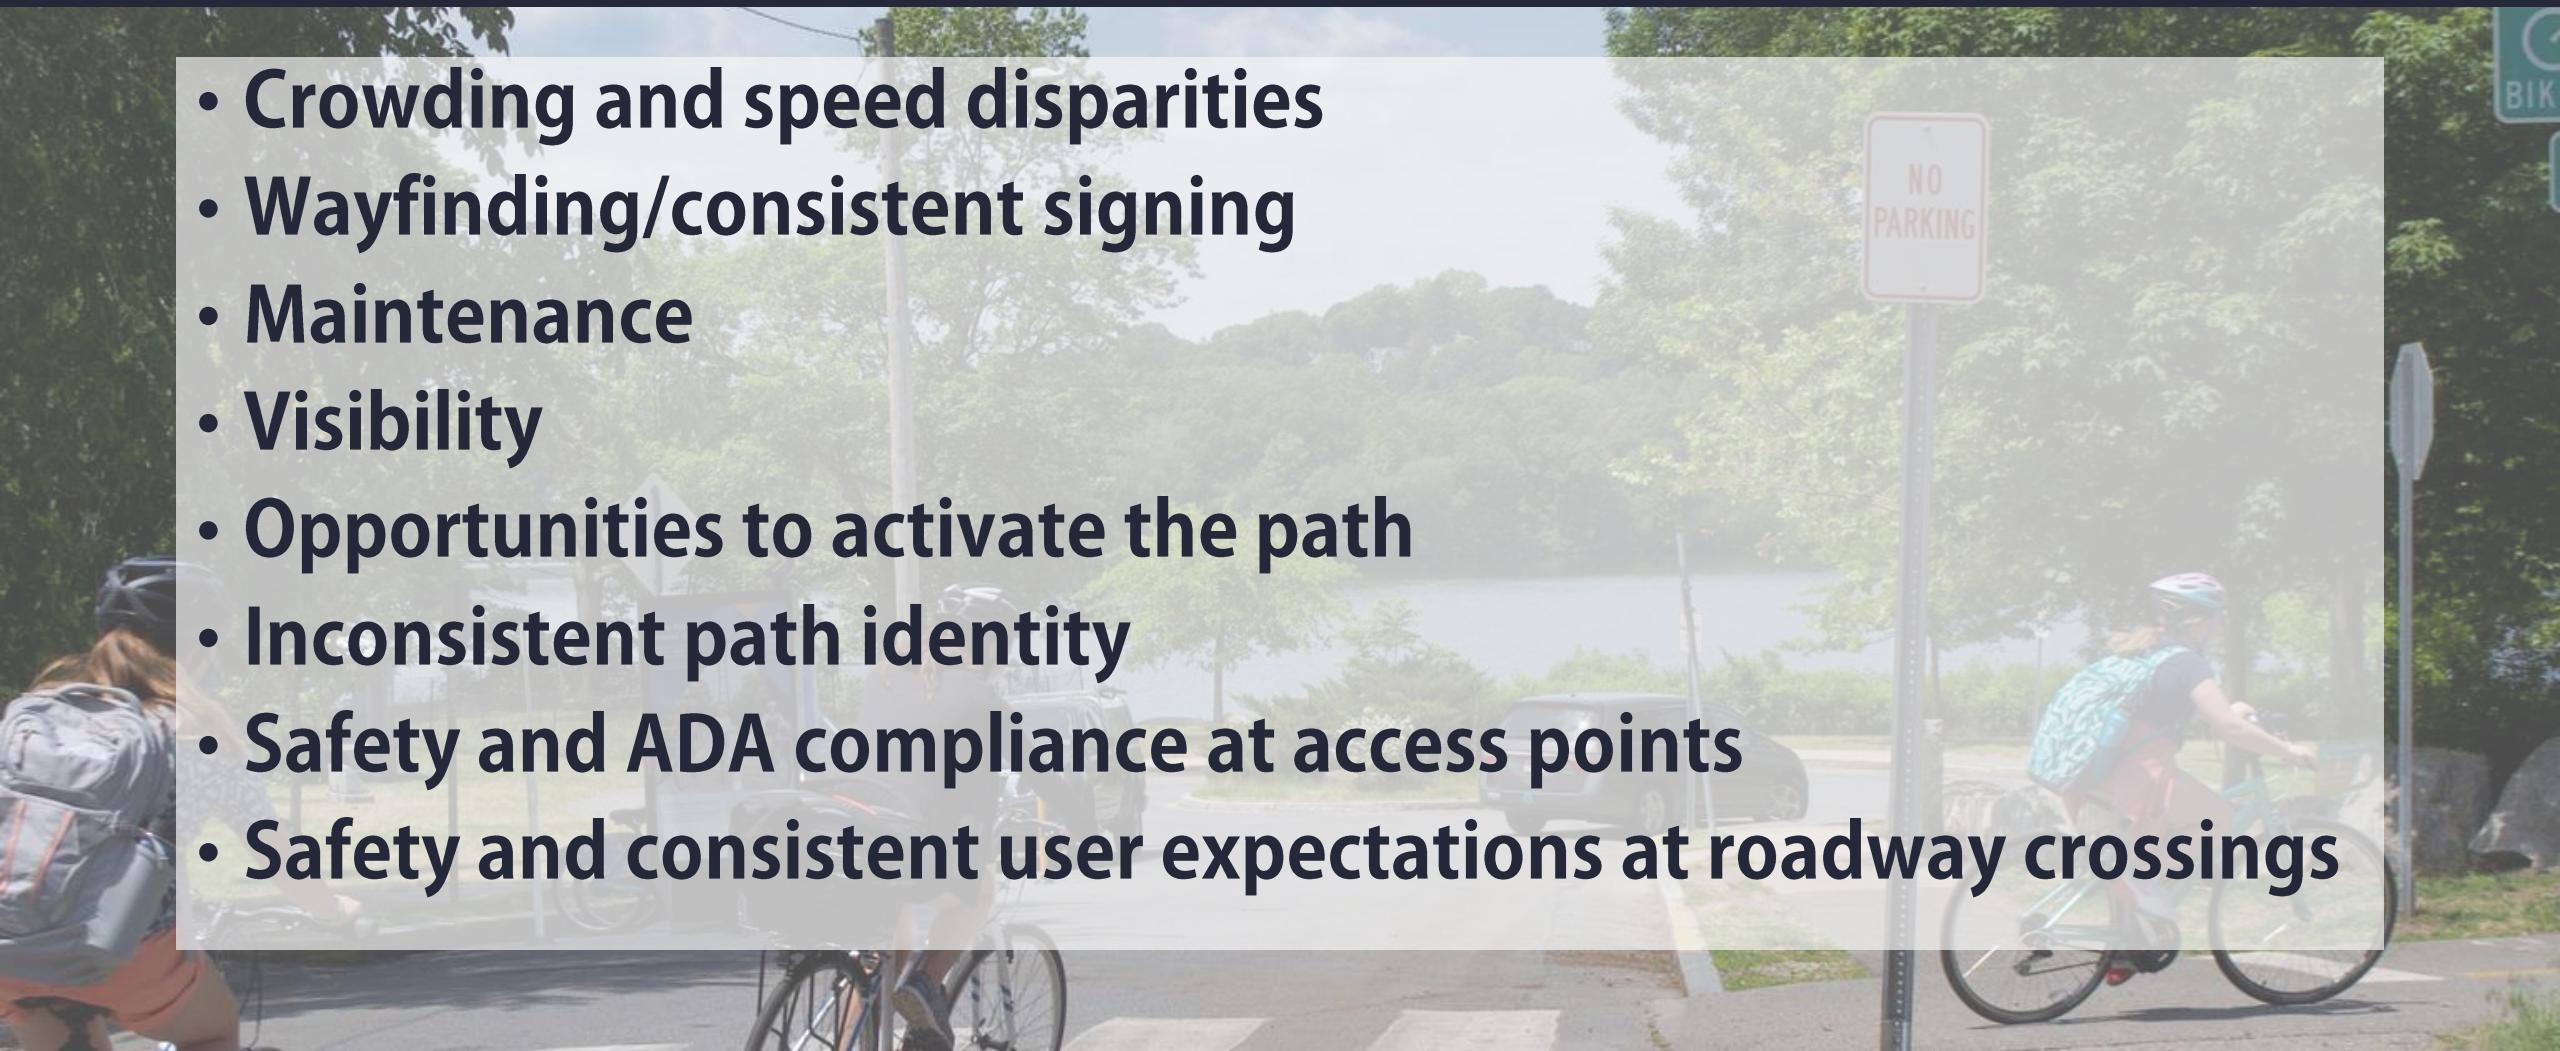 • Crowding and speed disparities
• Wayfinding/consistent signing
• Maintenance
• Visibility
• Opportunities to activate the path
• Inconsistent path identity
• Safety and ADA compliance at access points
• Safety and consistent user expectations at roadway crossings
NO
PARKING
BIK